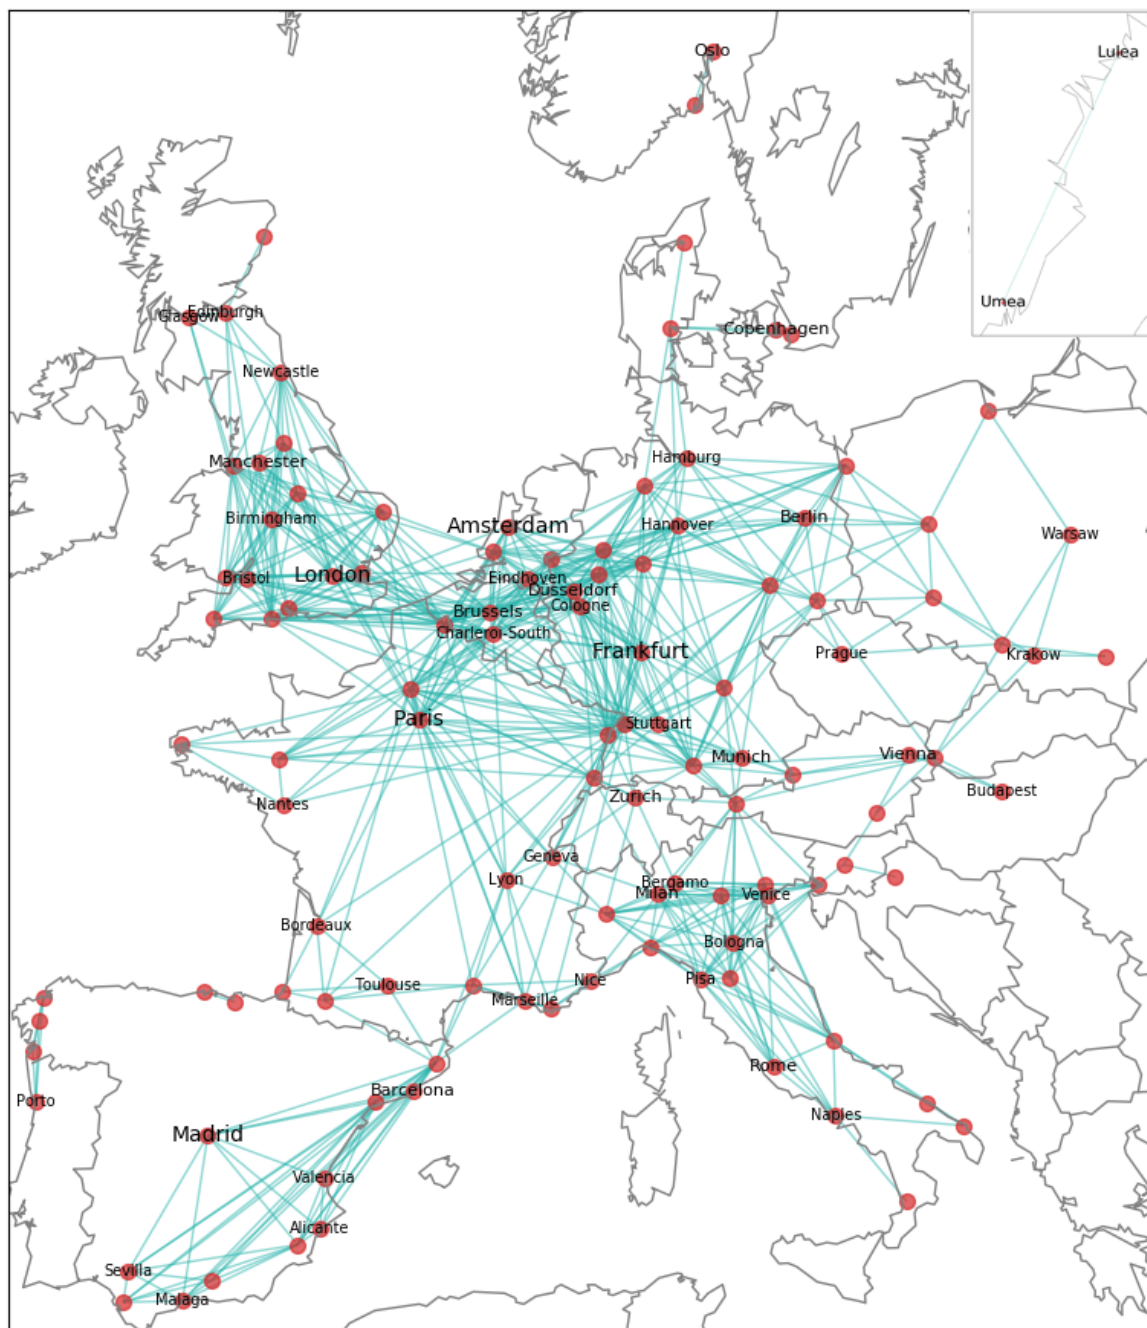 Oslo
Lulea
Umea
Edinburgh
Glasgow
Copenhagen
Newcastle
Manchester
Hamburg
Birmingham
Amsterdam
Hannover
Berlin
Warsaw
Bristol
London
Eindhoven
Dusseldorf
Cologne
Brussels
Charleroi-South
Frankfurt
Prague
Krakow
Paris
Stuttgart
Munich
Vienna
Nantes
Zurich
Budapest
Geneva
Lyon
Bergamo
Milan
Venice
Bordeaux
Bologna
Toulouse
Nice
Pisa
Marseille
Rome
Barcelona
Porto
Naples
Madrid
Valencia
Alicante
Sevilla
Malaga